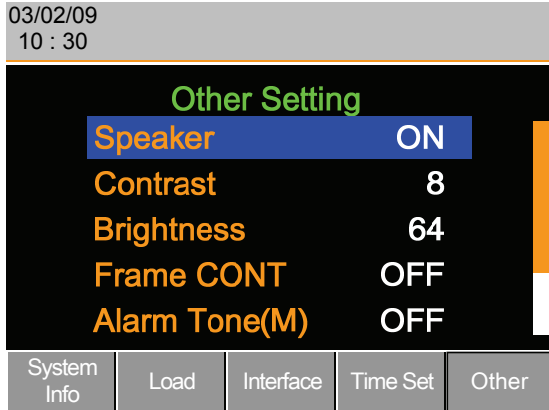 03/02/09
10 : 30
Other Setting
Speaker ON
Contrast 8
Brightness 64
Frame CONT OFF
Alarm Tone(M) OFF
System
Info
Load
Interface
Time Set
Other